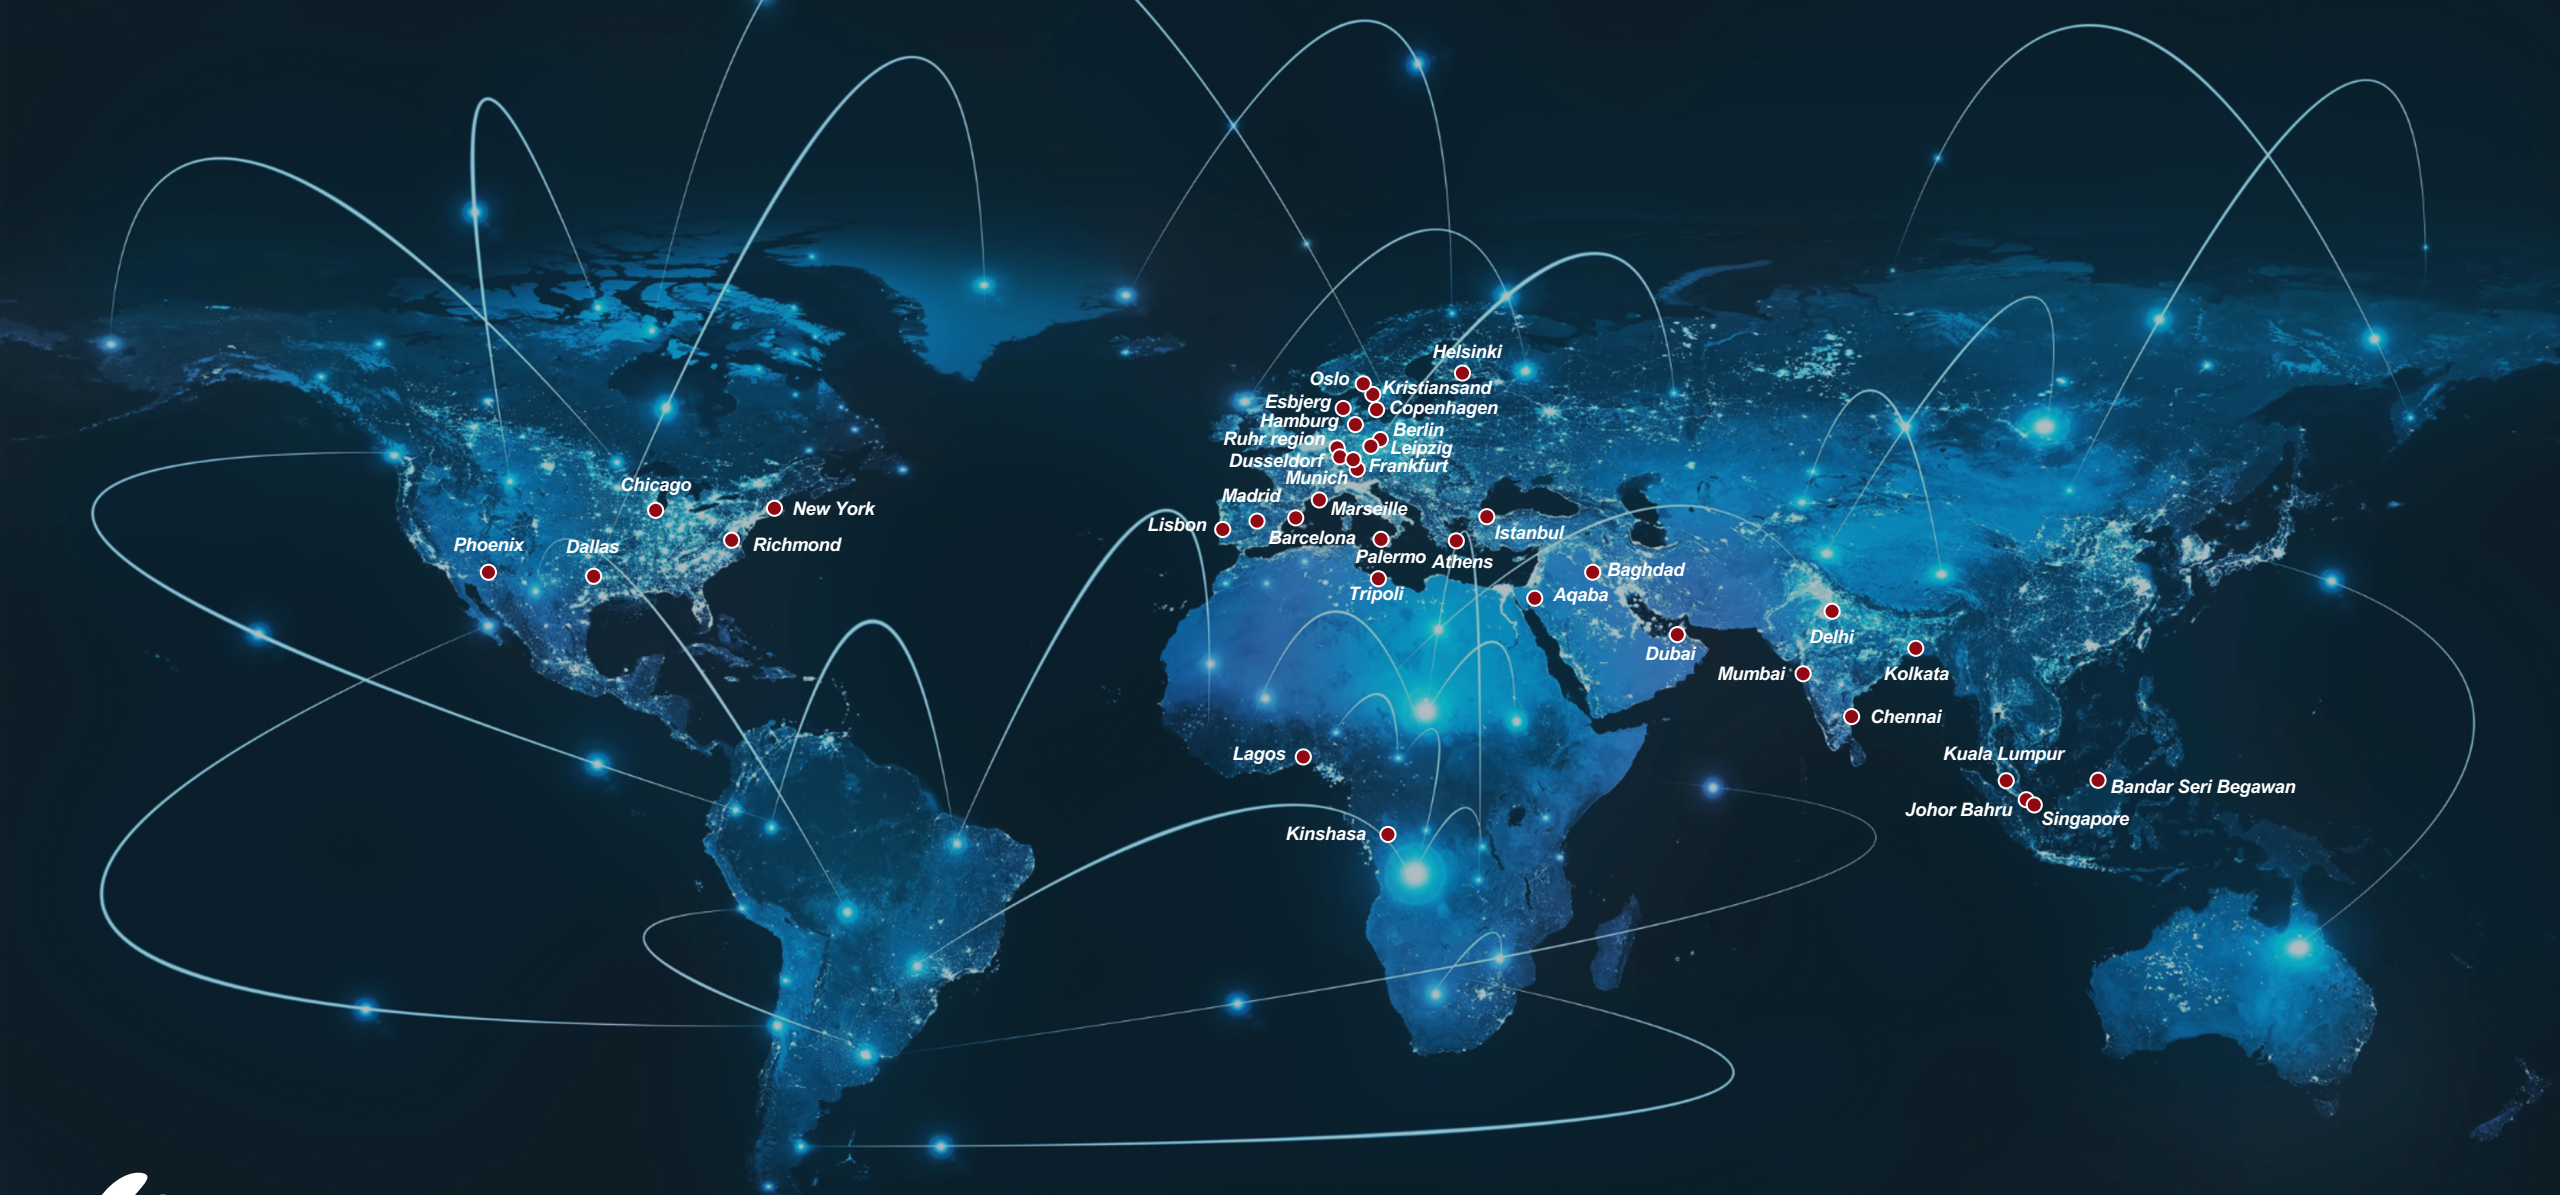 Helsinki
Oslo
Kristiansand
Esbjerg
Copenhagen
Hamburg
Berlin
Ruhr region
Leipzig
Dusseldorf
Frankfurt
Munich
Chicago
Madrid
New York
Marseille
Lisbon
Istanbul
Barcelona
Phoenix
Dallas
Richmond
Palermo
Athens
Baghdad
Tripoli
Aqaba
Delhi
Dubai
Mumbai
Kolkata
Chennai
Lagos
Kuala Lumpur
Bandar Seri Begawan
Johor Bahru
Singapore
Kinshasa